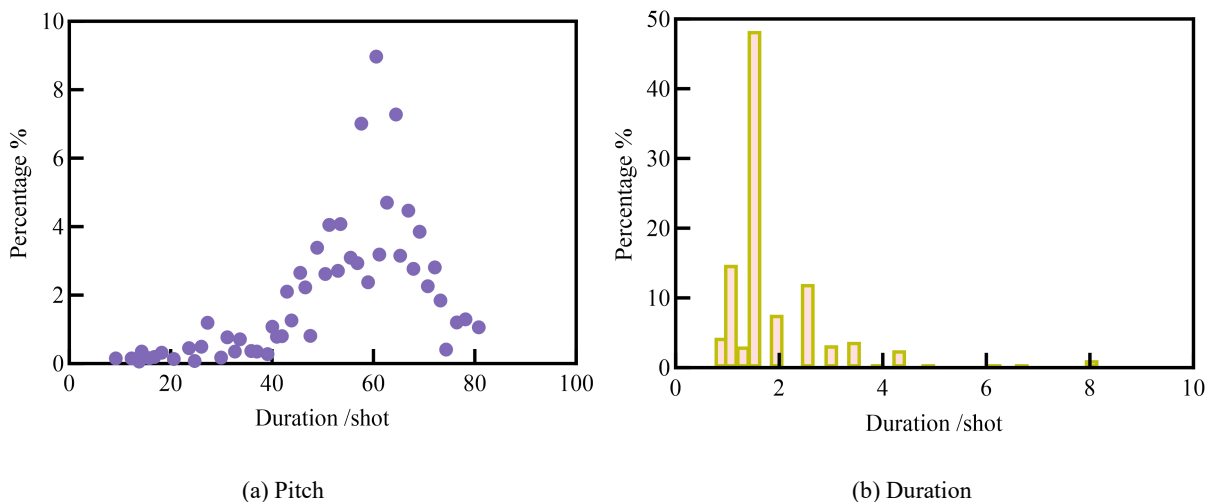 10
8
6
4
2
0
Percentage %
0 20 40 60 80 100
Duration /shot
(a) Pitch
50
40
30
20
10
0
Percentage %
0 2 4 6 8 10
Duration /shot
(b) Duration